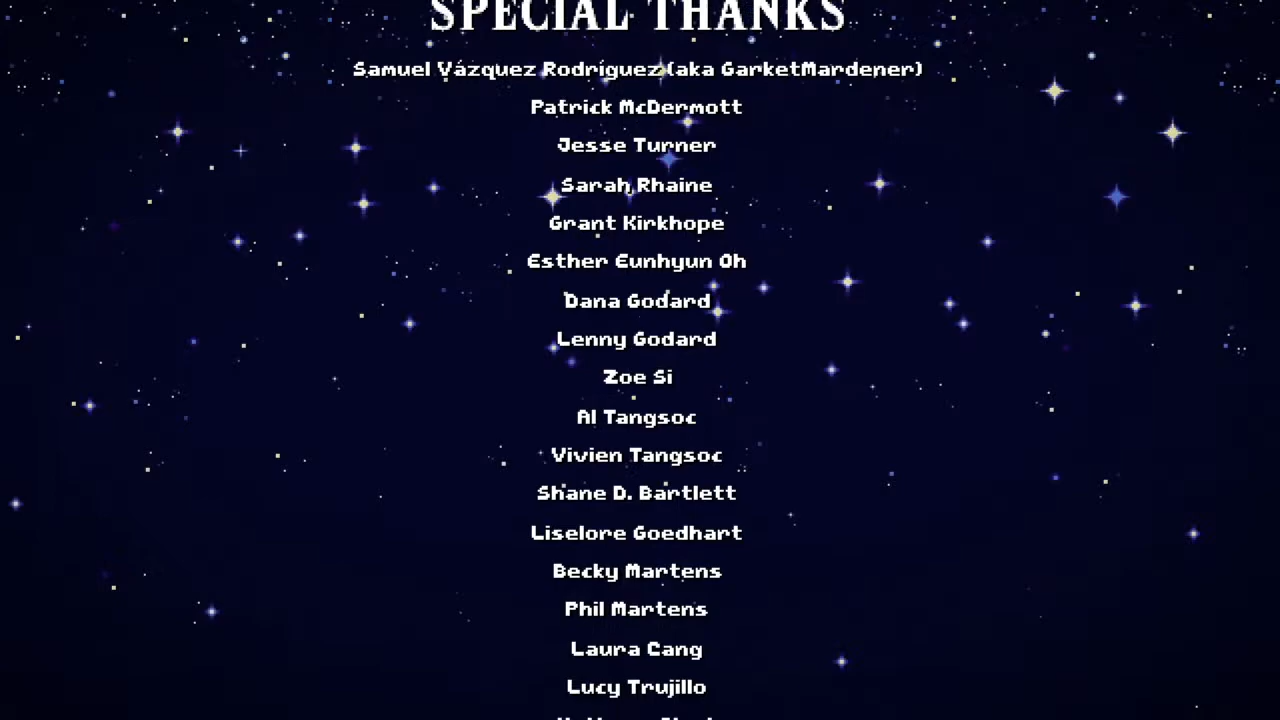 SPECIAL THANKS
Samuel Vázquez Rodríguez (aka GarketMardener)
Patrick McDermott
Jesse Turner
Sarah Rhaine
Grant Kirkhope
Esther Eunhyun Oh
Dana Godard
Lenny Godard
Zoe Si
Al Tangsoc
Vivien Tangsoc
Shane D. Bartlett
Liselore Goedhart
Becky Martens
Phil Martens
Laura Cang
Lucy Trujillo